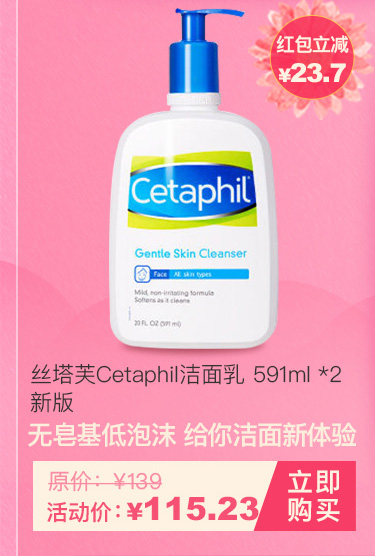 红包立减
¥23.7
Cetaphil
Gentle Skin Cleanser
Face All skin types
Mild, non-irritating formula
Softens as it cleans
20 FL OZ (591 ml)
丝塔芙Cetaphil洁面乳 591ml *2
新版
无皂基低泡沫 给你洁面新体验
原价：¥139
活动价：¥115.23
立即
购买